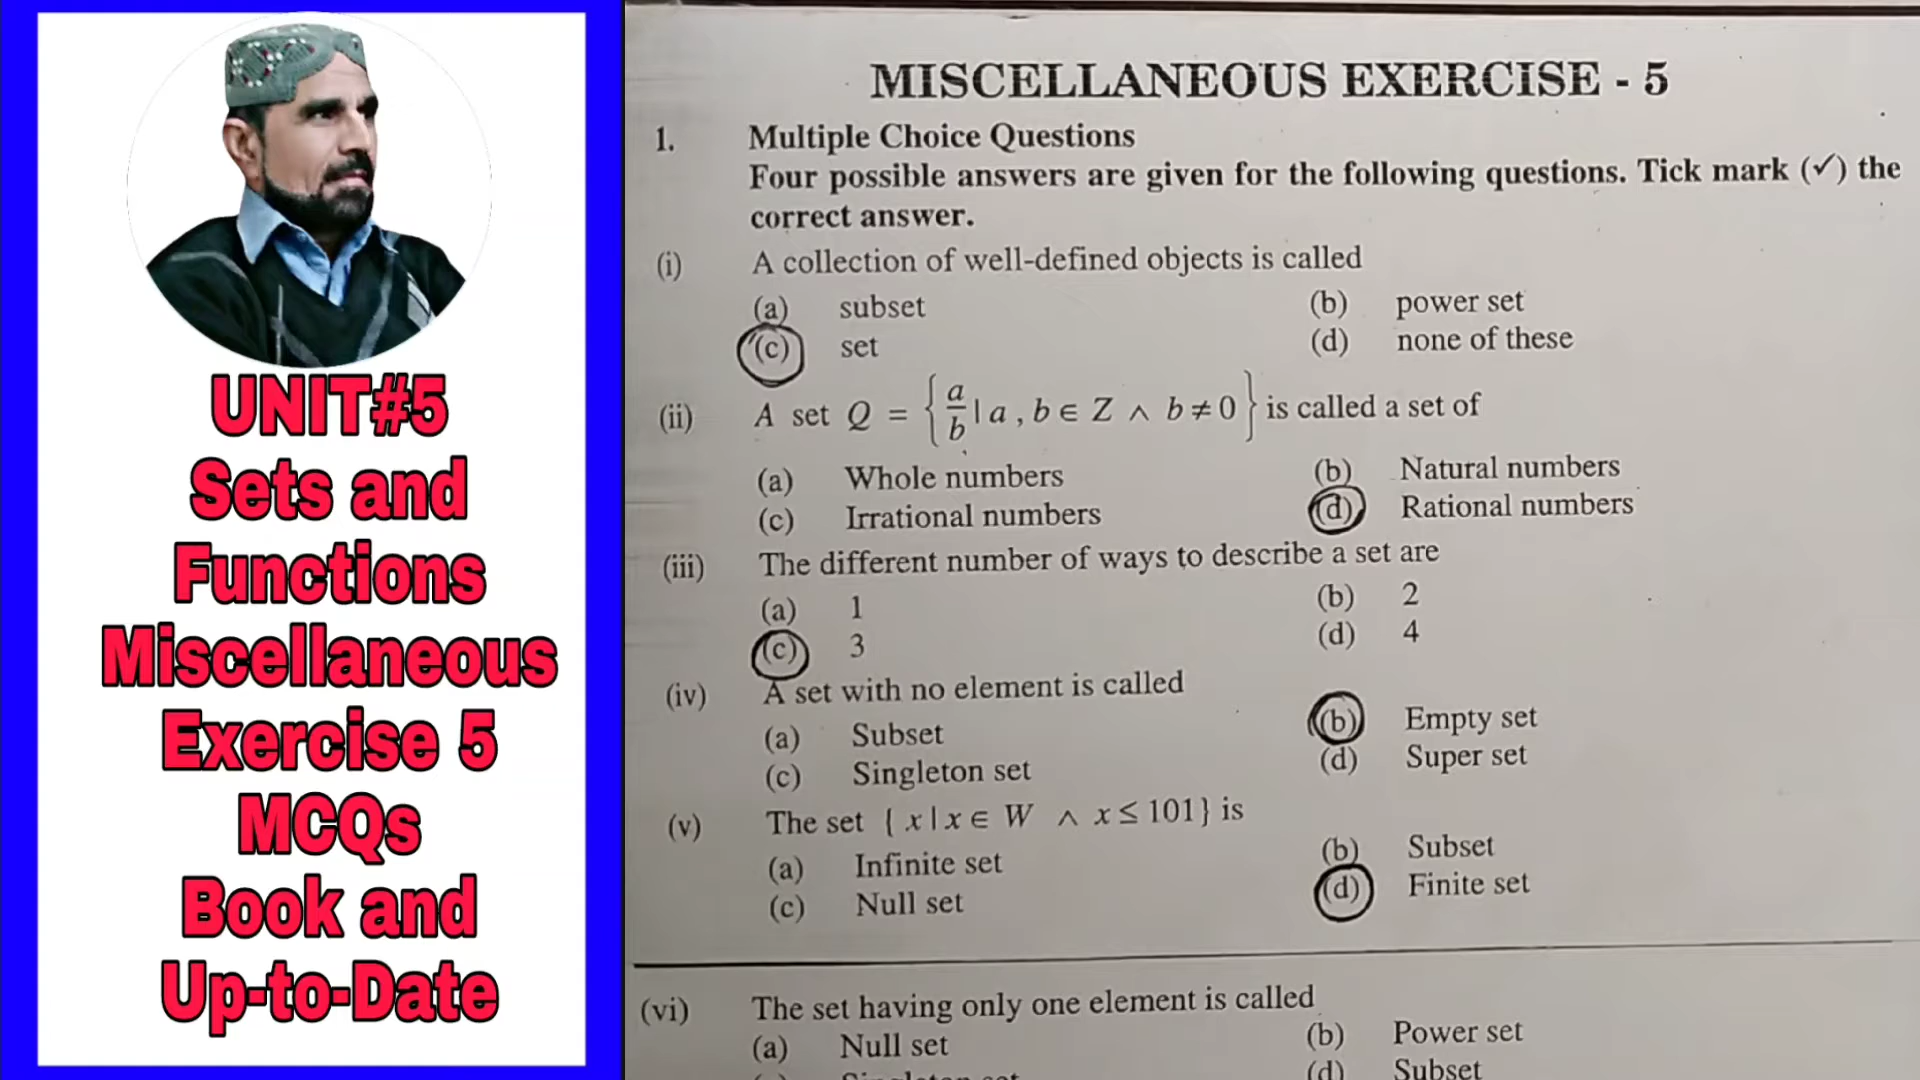 UNIT#5
Sets and
Functions
Miscellaneous
Exercise 5
MCQs
Book and
Up-to-Date
MISCELLANEOUS EXERCISE - 5
1. Multiple Choice Questions
Four possible answers are given for the following questions. Tick mark (✓) the
correct answer.
(i) A collection of well-defined objects is called
(a) subset (b) power set
(c) set (d) none of these
(ii) A set Q = { a/b | a , b ∈ Z ∧ b ≠ 0 } is called a set of
(a) Whole numbers (b) Natural numbers
(c) Irrational numbers (d) Rational numbers
(iii) The different number of ways to describe a set are
(a) 1 (b) 2
(c) 3 (d) 4
(iv) A set with no element is called
(a) Subset (b) Empty set
(c) Singleton set (d) Super set
(v) The set { x | x ∈ W ∧ x ≤ 101 } is
(a) Infinite set (b) Subset
(c) Null set (d) Finite set
(vi) The set having only one element is called
(a) Null set (b) Power set
Singleton set (d) Subset